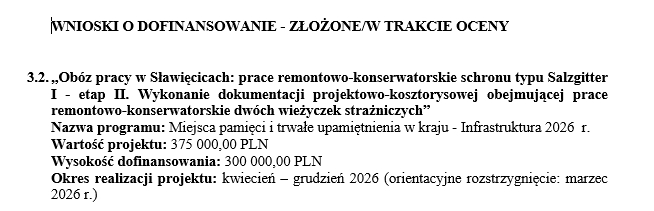 WNIOSKI O DOFINANSOWANIE - ZŁOŻONE/W TRAKCIE OCENY
3.2. „Obóz pracy w Sławięcicach: prace remontowo-konserwatorskie schronu typu Salzgitter
I - etap II. Wykonanie dokumentacji projektowo-kosztorysowej obejmującej prace
remontowo-konserwatorskie dwóch wieżyczek strażniczych”
Nazwa programu: Miejsca pamięci i trwałe upamiętnienia w kraju - Infrastruktura 2026 r.
Wartość projektu: 375 000,00 PLN
Wysokość dofinansowania: 300 000,00 PLN
Okres realizacji projektu: kwiecień – grudzień 2026 (orientacyjne rozstrzygnięcie: marzec
2026 r.)